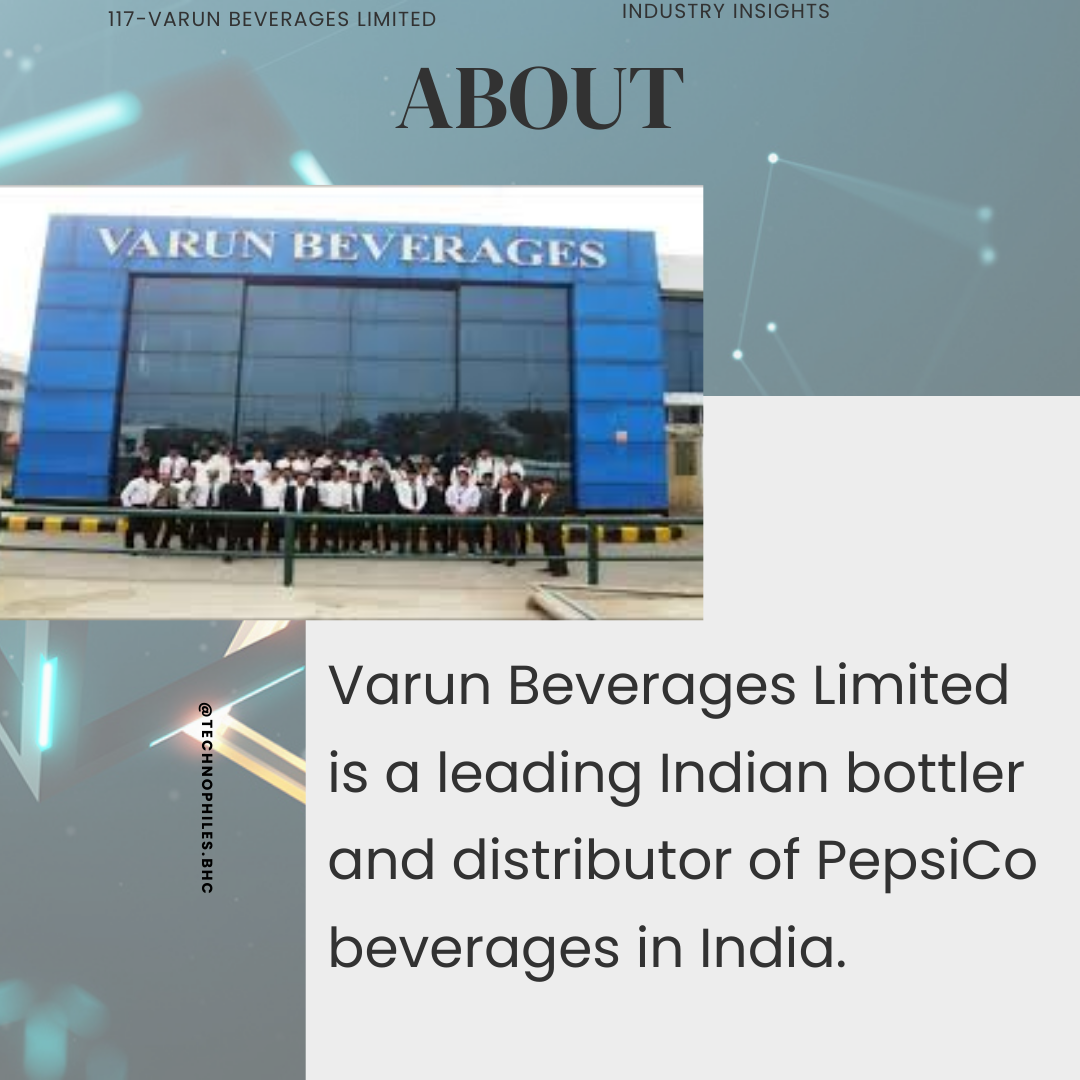 117-VARUN BEVERAGES LIMITED
INDUSTRY INSIGHTS
ABOUT
VARUN BEVERAGES
Varun Beverages Limited
is a leading Indian bottler
and distributor of PepsiCo
beverages in India.
@TECHNOPHILES.BHC